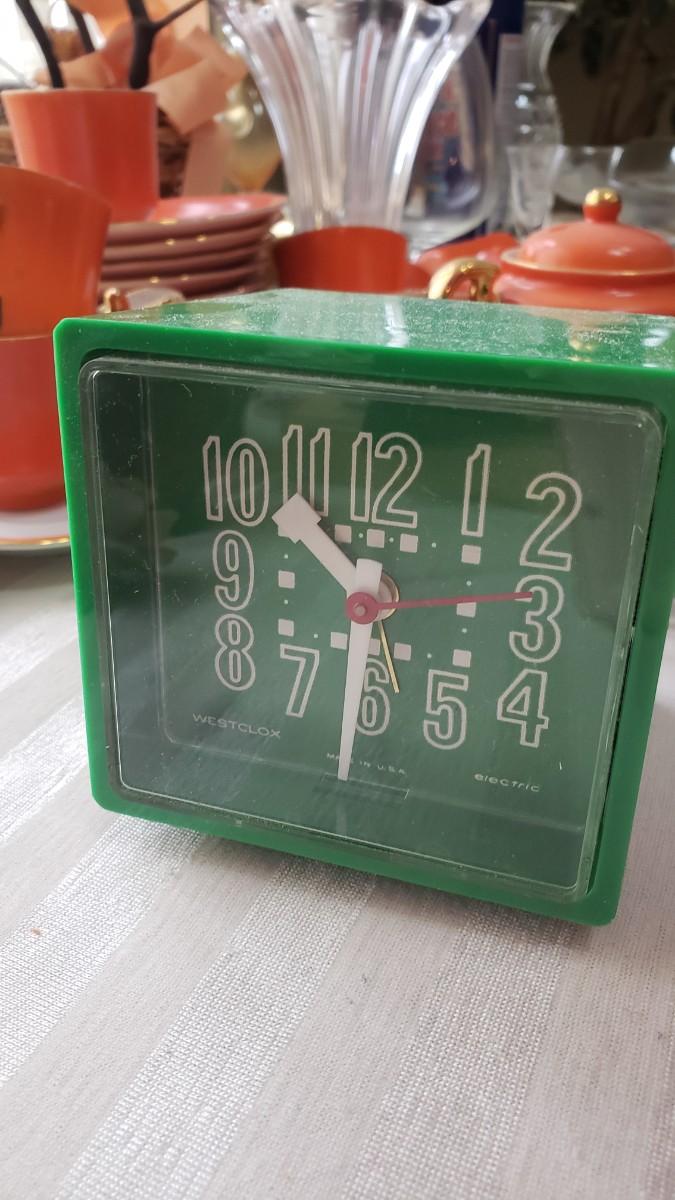 10 11 12 1 2
9 3
8 7 6 5 4
WESTCLOX
MADE IN U.S.A.
electric